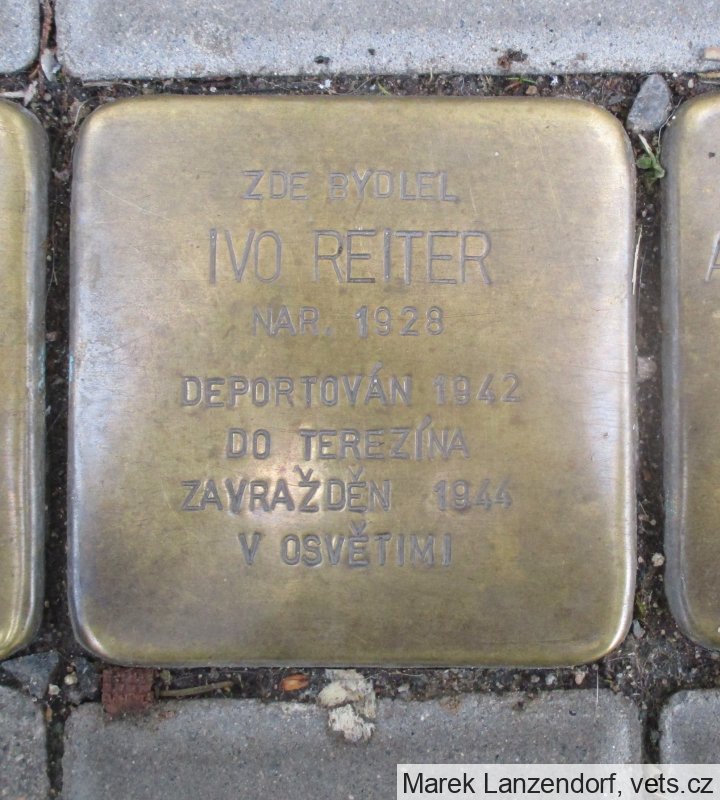 ZDE BYDLEL
IVO REITER
NAR. 1928
DEPORTOVÁN 1942
DO TEREZÍNA
ZAVRAŽDĚN 1944
V OSVĚTIMI
Marek Lanzendorf, vets.cz